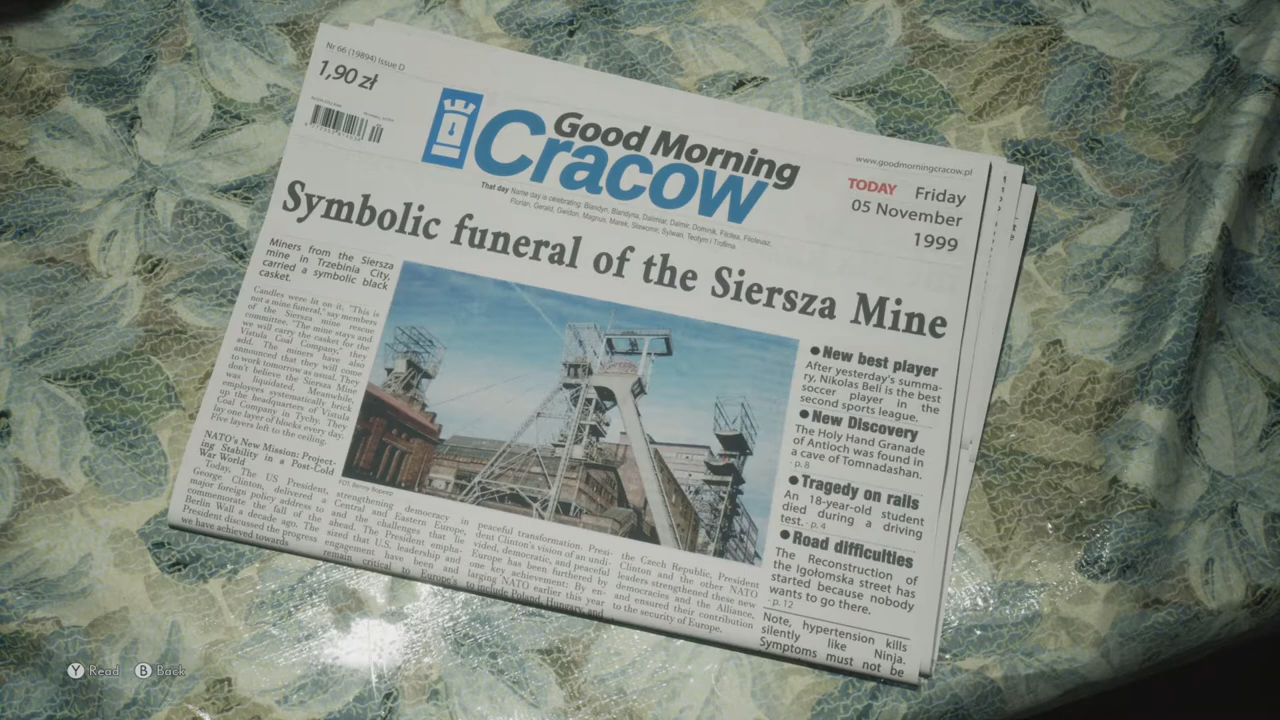 Nr 66 (19894) Issue D
1,90 zł
Good Morning
Cracow
www.goodmorningcracow.pl
TODAY Friday
05 November
1999
That day Name day is celebrating: Blandyn, Blandyna, Dalimiar, Dalmir, Dominik, Filotea, Filoteusz,
Florian, Gerald, Gwidon, Magnus, Marek, Sławomir, Sylwan, Teotym i Trofima
Symbolic funeral of the Siersza Mine
Miners from the Siersza
mine in Trzebinia City,
carried a symbolic black
casket.
Candles were lit on it. "This is
not a mine funeral," say members
of the Siersza mine rescue
committee. "The mine stays and
we will carry the casket for the
Vistula Coal Company," they
add. The miners have also
announced that they will come
to work tomorrow as usual. They
don't believe the Siersza Mine
was liquidated. Meanwhile,
employees systematically brick
up the headquarters of Vistula
Coal Company in Tychy. They
lay one layer of blocks every day.
Five layers left to the ceiling.
NATO's New Mission: Project-
ing Stability in a Post-Cold
War World
Today, The US President,
George Clinton, delivered a
major foreign policy address to
commemorate the fall of the
Berlin Wall a decade ago. The
President discussed the progress
we have achieved towards
FOT. Benny Bopeep
strengthening democracy in
Central and Eastern Europe,
and the challenges that lie
ahead. The President empha-
sized that U.S. leadership and
engagement have been and
remain critical to Europe's
peaceful transformation. Presi-
dent Clinton's vision of an undi-
vided, democratic, and peaceful
Europe has been furthered by
one key achievement: By en-
larging NATO earlier this year
to include Poland, Hungary, and
the Czech Republic, President
Clinton and the other NATO
leaders strengthened these new
democracies and the Alliance,
and ensured their contribution
to the security of Europe.
●New best player
After yesterday's summa-
ry, Nikolas Beli is the best
soccer player in the
second sports league.
●New Discovery
The Holy Hand Granade
of Antioch was found in
a cave of Tomnadashan.
- p. 8
●Tragedy on rails
An 18-year-old student
died during a driving
test. - p. 4
●Road difficulties
The Reconstruction of
the Igołomska street has
started because nobody
wants to go there.
- p. 12
Note, hypertension kills
silently like Ninja.
Symptoms must not be
Y Read B Back